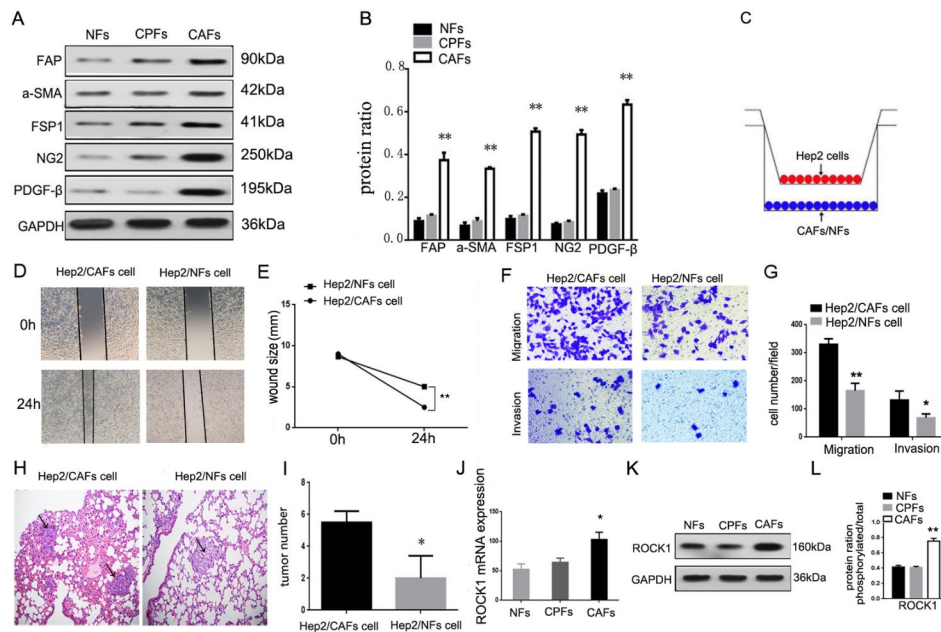 A
NFs CPFs CAFs
FAP 90kDa
a-SMA 42kDa
FSP1 41kDa
NG2 250kDa
PDGF-β 195kDa
GAPDH 36kDa
B
NFs
CPFs
CAFs
protein ratio
0.8
0.6
0.4
0.2
0.0
** ** ** ** **
FAP a-SMA FSP1 NG2 PDGF-β
C
Hep2 cells
CAFs/NFs
D
Hep2/CAFs cell Hep2/NFs cell
0h
24h
E
Hep2/NFs cell
Hep2/CAFs cell
wound size (mm)
15
10
5
0
**
0h 24h
F
Hep2/CAFs cell Hep2/NFs cell
Migration
Invasion
G
Hep2/CAFs cell
Hep2/NFs cell
cell number/field
400
300
200
100
0
** *
Migration Invasion
H
Hep2/CAFs cell Hep2/NFs cell
I
tumor number
8
6
4
2
0
*
Hep2/CAFs cell Hep2/NFs cell
J
ROCK1 mRNA expression
150
100
50
0
*
NFs CPFs CAFs
K
NFs CPFs CAFs
ROCK1 160kDa
GAPDH 36kDa
L
NFs
CPFs
CAFs
protein ration
phosphorylated/total
1.0
0.8
0.6
0.4
0.2
0.0
**
ROCK1